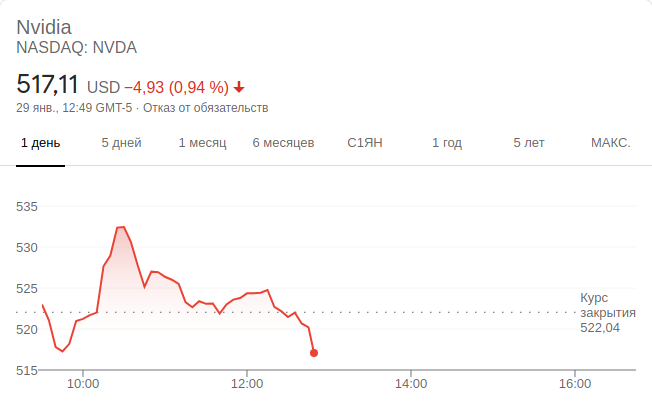 Nvidia
NASDAQ: NVDA
517,11 USD −4,93 (0,94 %)
29 янв., 12:49 GMT-5 · Отказ от обязательств
1 день 5 дней 1 месяц 6 месяцев С1ЯН 1 год 5 лет МАКС.
535
530
525
520
515
Курс
закрытия
522,04
10:00 12:00 14:00 16:00